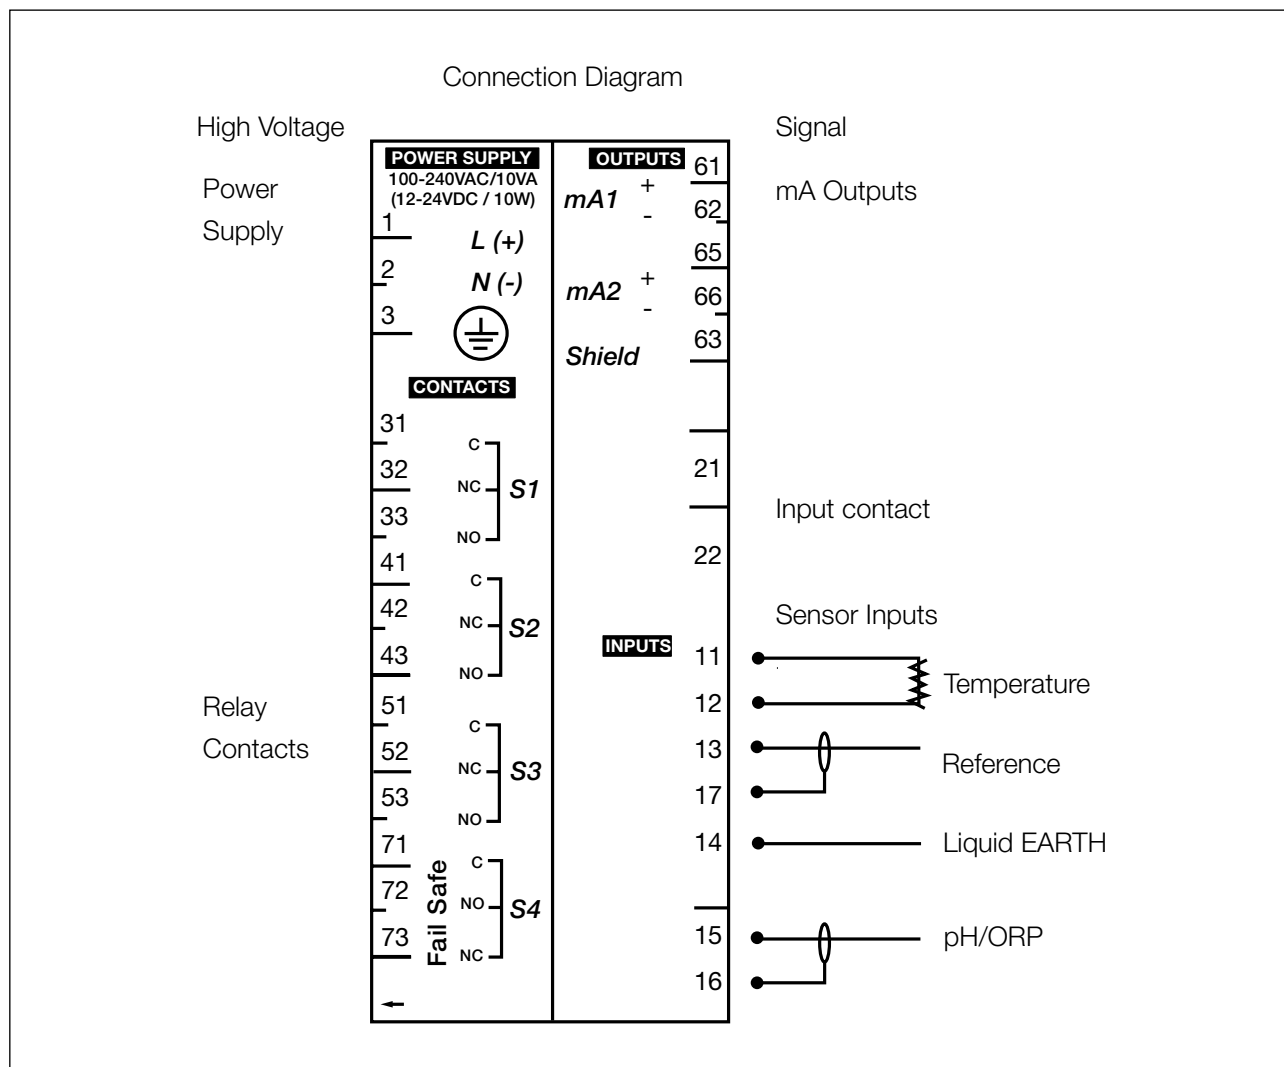 Connection Diagram
High Voltage
Signal
POWER SUPPLY
100-240VAC/10VA
(12-24VDC / 10W)
Power
Supply
1
L (+)
2
N (-)
3
CONTACTS
31
C
32
NC
S1
33
NO
41
C
42
NC
S2
43
NO
Relay
Contacts
51
C
52
NC
S3
53
NO
71
C
72
NO
S4
73
NC
Fail Safe
OUTPUTS
61
mA1
+
-
62
mA Outputs
65
mA2
+
-
66
63
Shield
21
Input contact
22
Sensor Inputs
INPUTS
11
Temperature
12
13
Reference
17
14
Liquid EARTH
15
pH/ORP
16